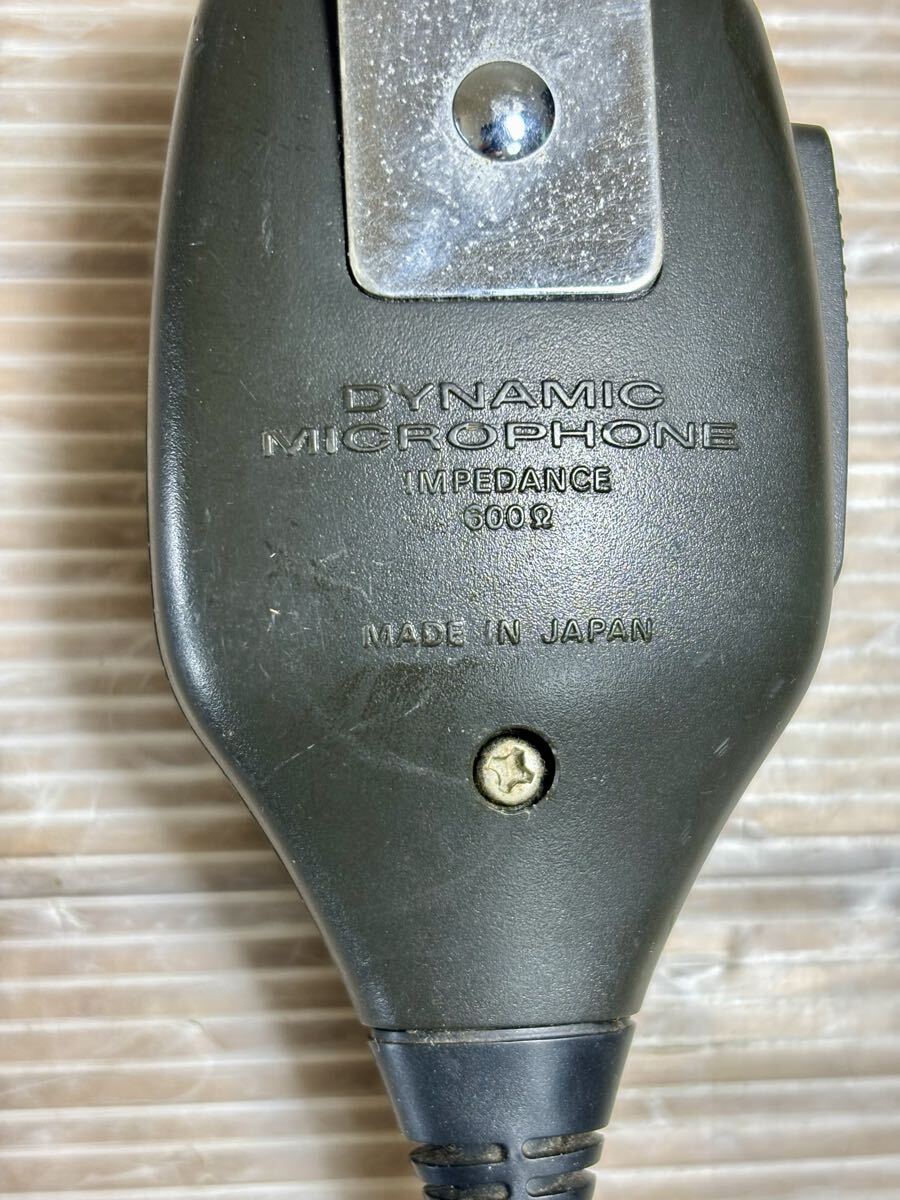 DYNAMIC
MICROPHONE
IMPEDANCE
600Ω
MADE IN JAPAN